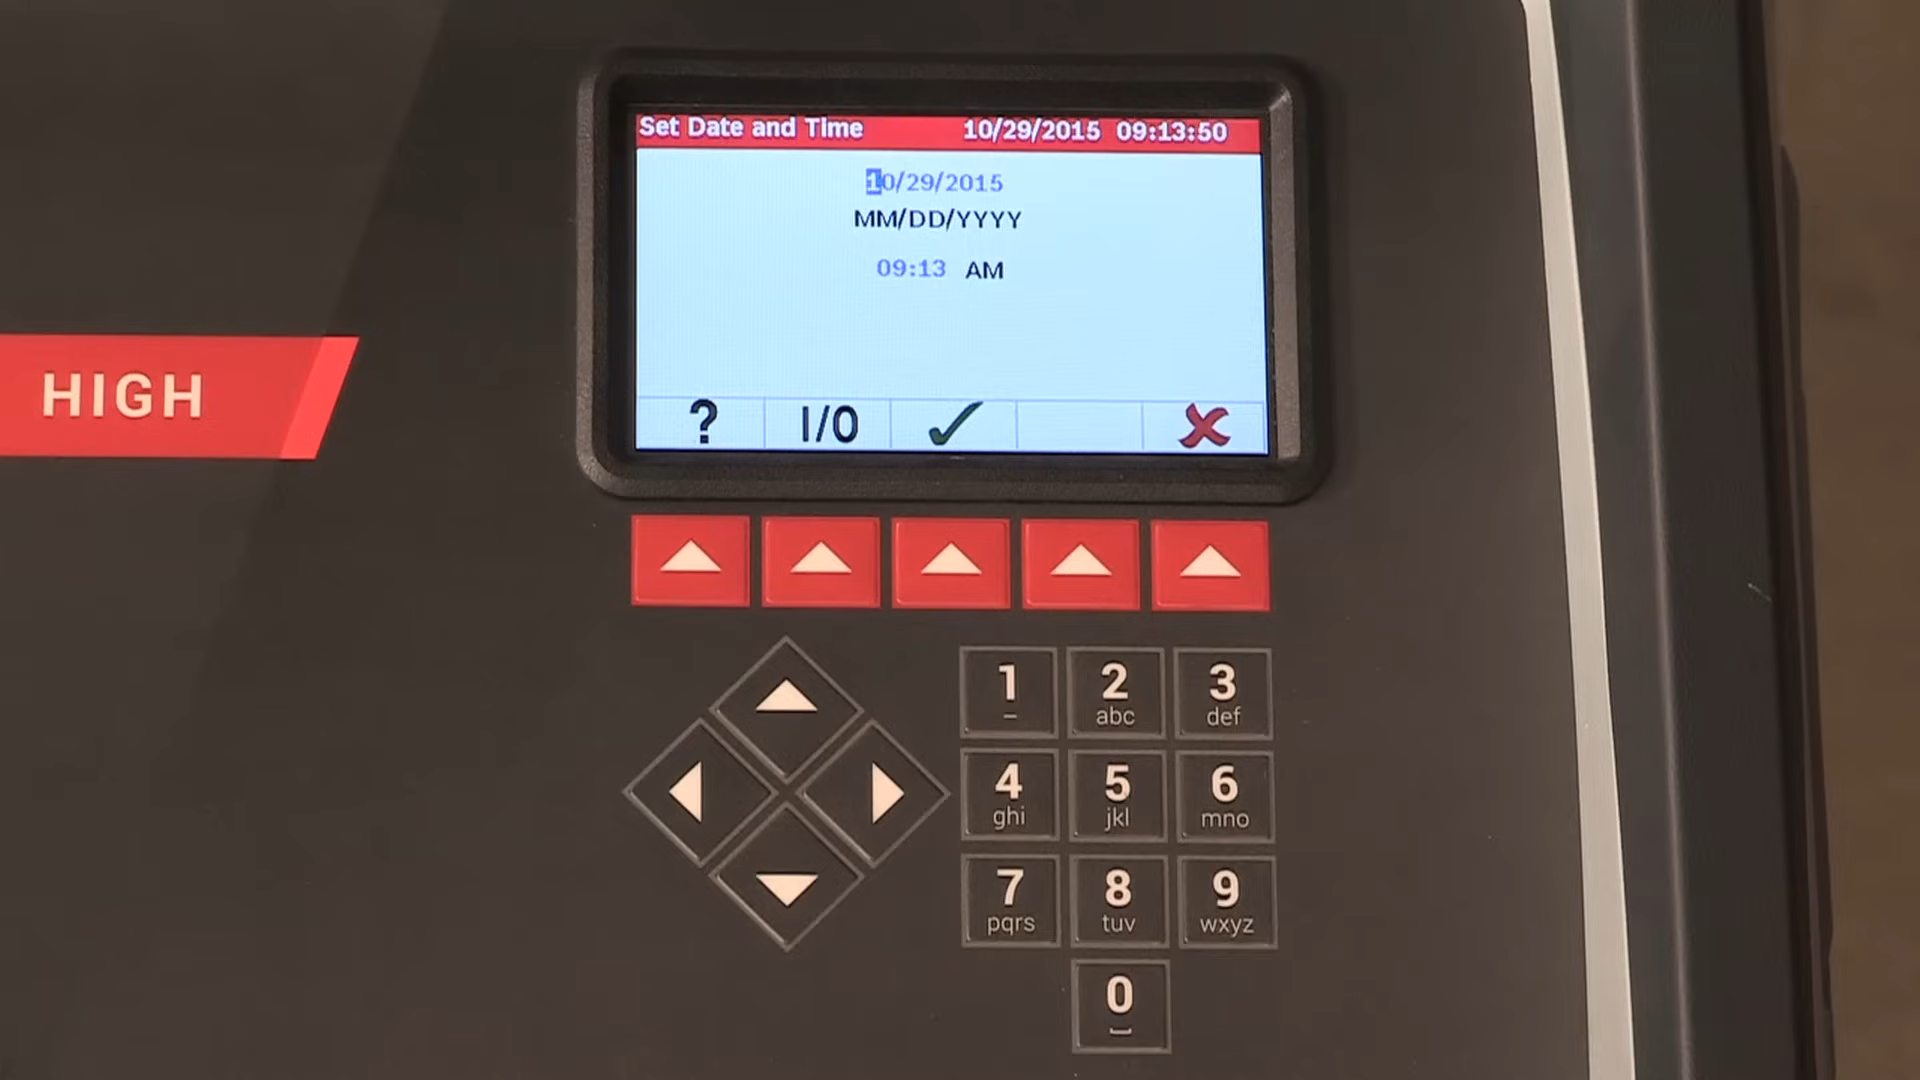 Set Date and Time 10/29/2015 09:13:50
10/29/2015
MM/DD/YYYY
09:13 AM
? I/O
HIGH
1 2 3
abc def
4 5 6
ghi jkl mno
7 8 9
pqrs tuv wxyz
0